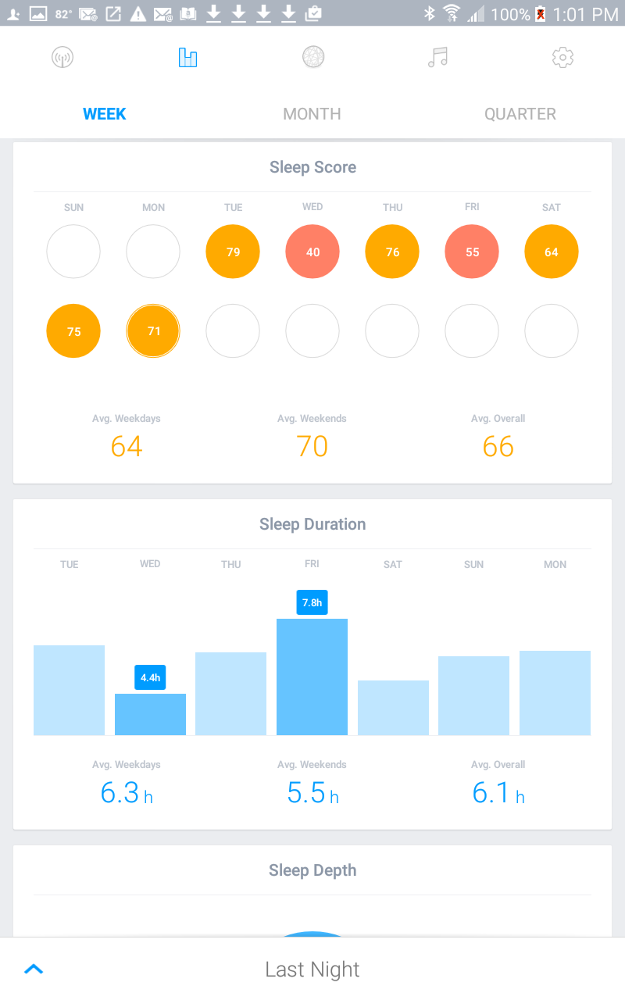 82° 100% 1:01 PM
WEEK MONTH QUARTER
Sleep Score
SUN MON TUE WED THU FRI SAT
79 40 76 55 64
75 71
Avg. Weekdays Avg. Weekends Avg. Overall
64 70 66
Sleep Duration
TUE WED THU FRI SAT SUN MON
7.8h
4.4h
Avg. Weekdays Avg. Weekends Avg. Overall
6.3 h 5.5 h 6.1 h
Sleep Depth
Last Night